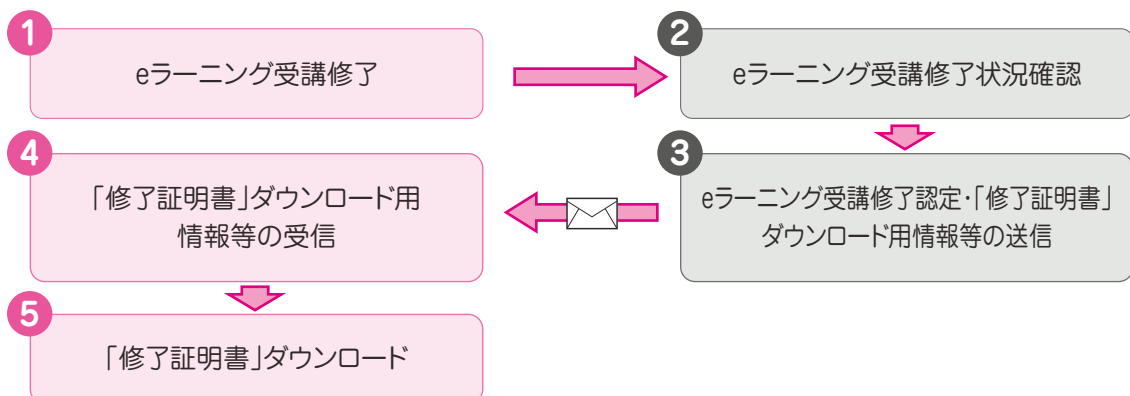 1
eラーニング受講修了
2
eラーニング受講修了状況確認
3
eラーニング受講修了認定・「修了証明書」
ダウンロード用情報等の送信
4
「修了証明書」ダウンロード用
情報等の受信
5
「修了証明書」ダウンロード